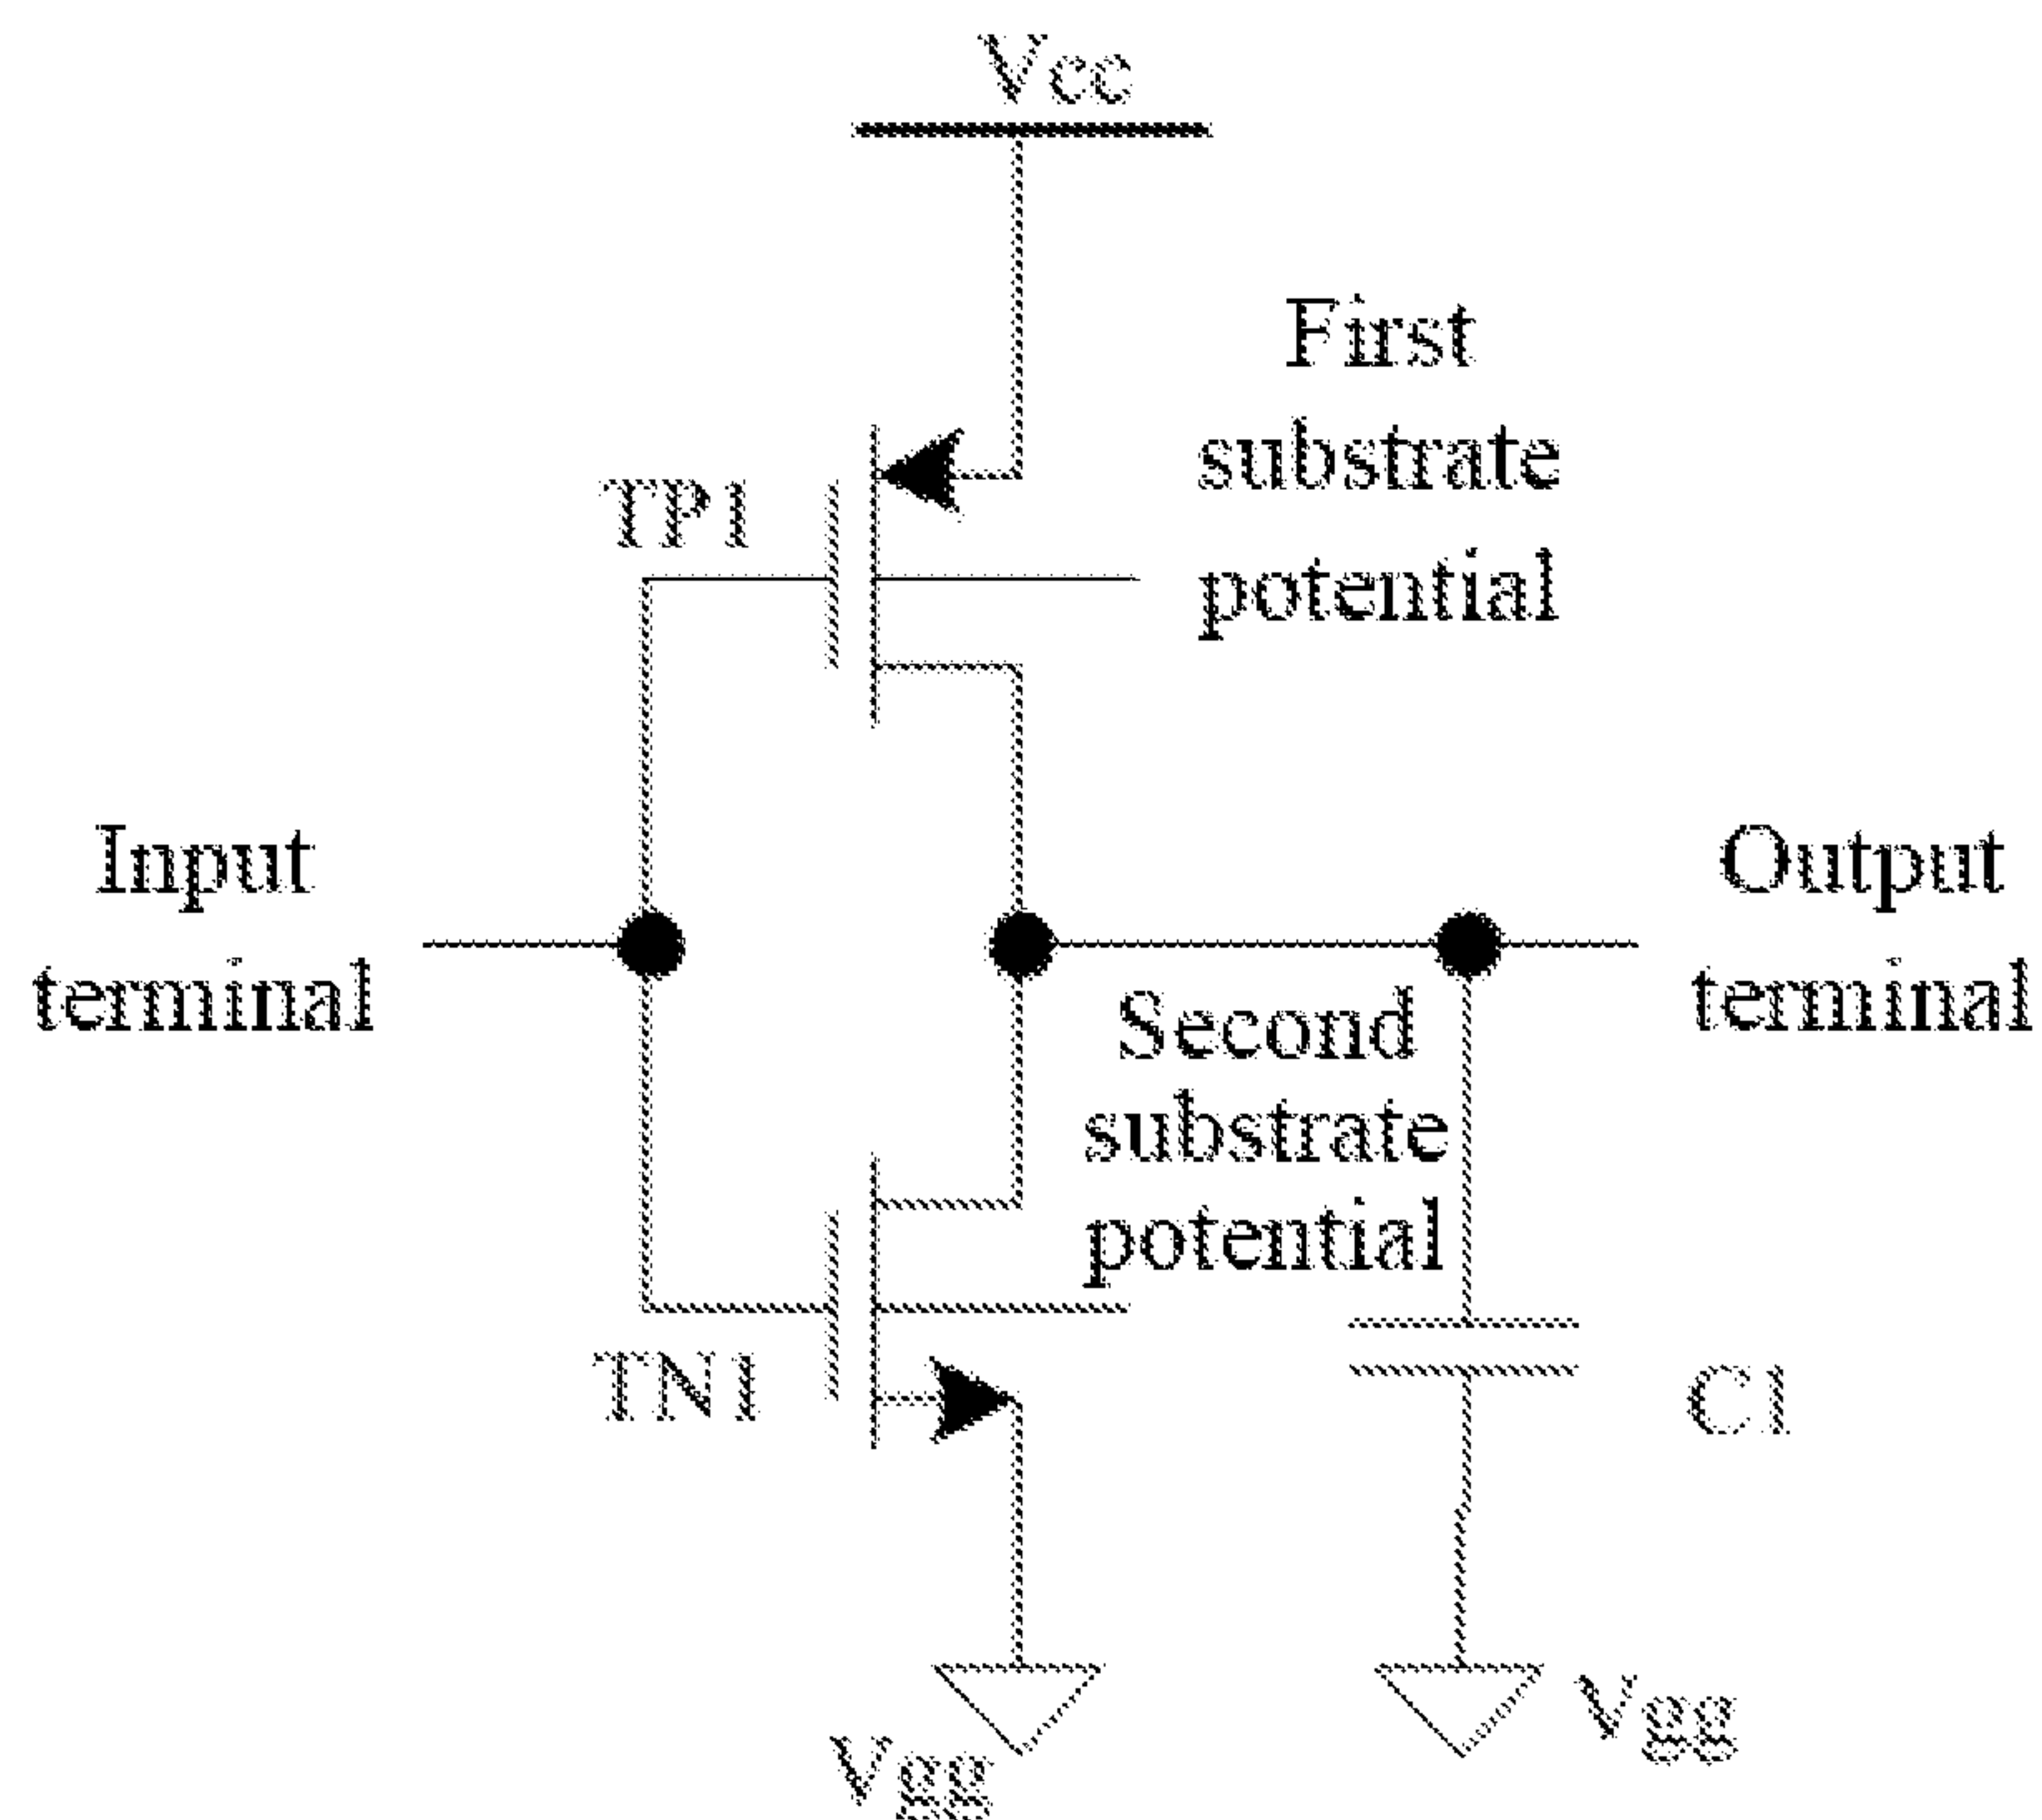 Vcc
First
substrate
potential
TP1
Input
terminal
Output
terminal
Second
substrate
potential
TN1
C1
Vgg
Vgg